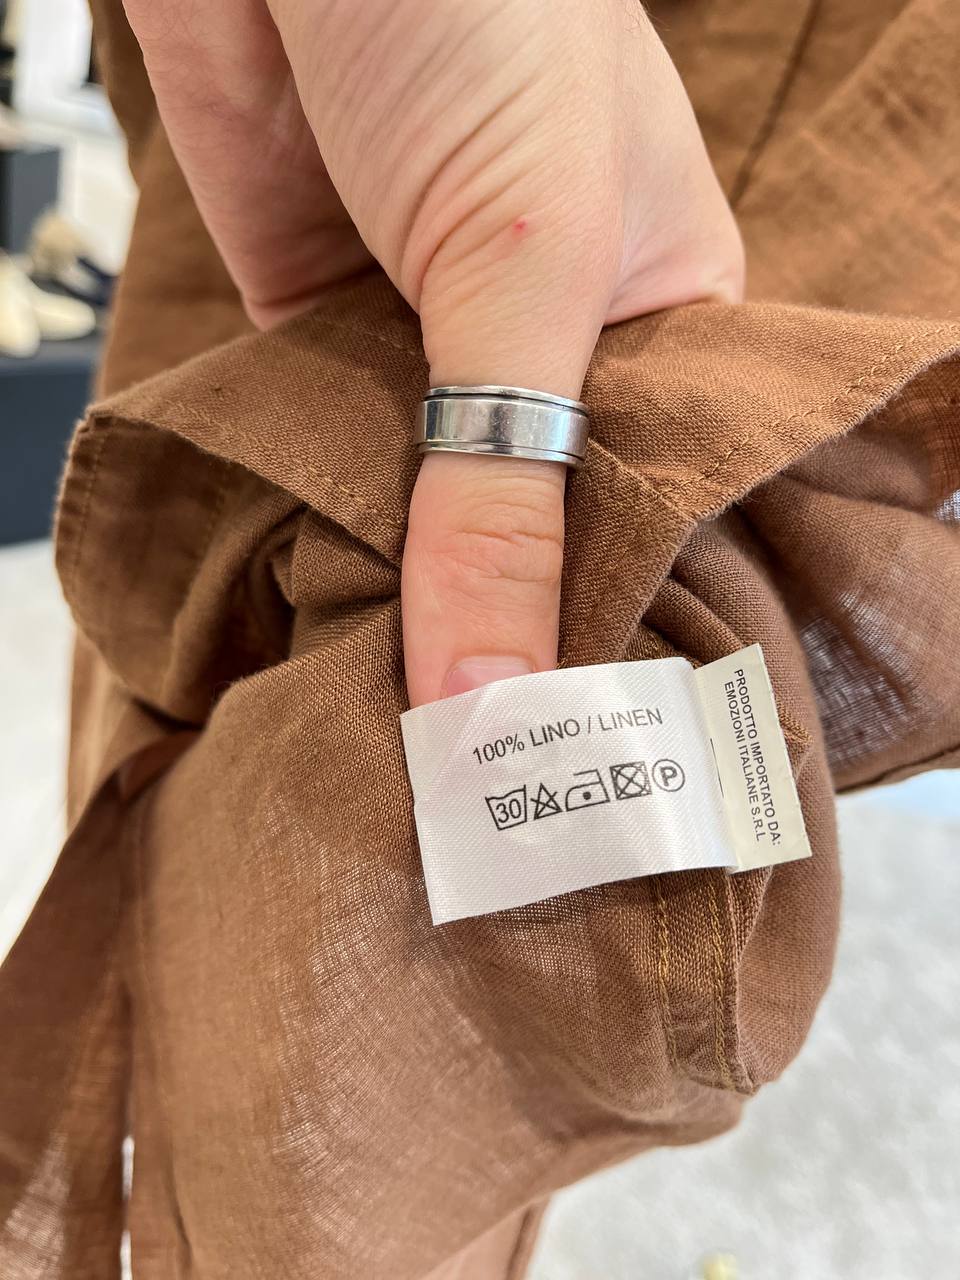 100% LINO / LINEN
30 P
PRODOTTO IMPORTATO DA:
EMOZIONI ITALIANE S.R.L